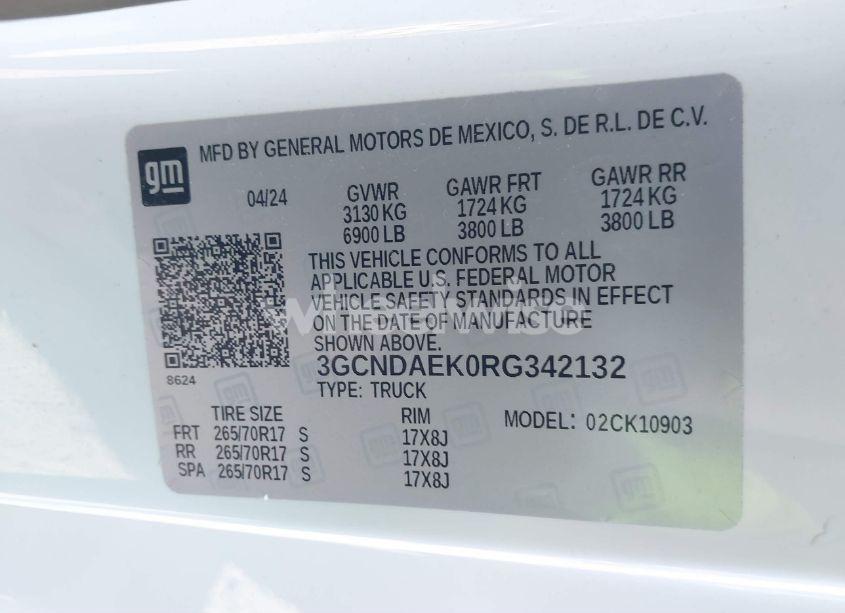 gm
MFD BY GENERAL MOTORS DE MEXICO, S. DE R.L. DE C.V.
04/24 GVWR GAWR FRT GAWR RR
3130 KG 1724 KG 1724 KG
6900 LB 3800 LB 3800 LB
THIS VEHICLE CONFORMS TO ALL
APPLICABLE U.S. FEDERAL MOTOR
VEHICLE SAFETY STANDARDS IN EFFECT
ON THE DATE OF MANUFACTURE
SHOWN ABOVE.
8624
3GCNDAEK0RG342132
TYPE: TRUCK
TIRE SIZE RIM MODEL: 02CK10903
FRT 265/70R17 S 17X8J
RR 265/70R17 S 17X8J
SPA 265/70R17 S 17X8J